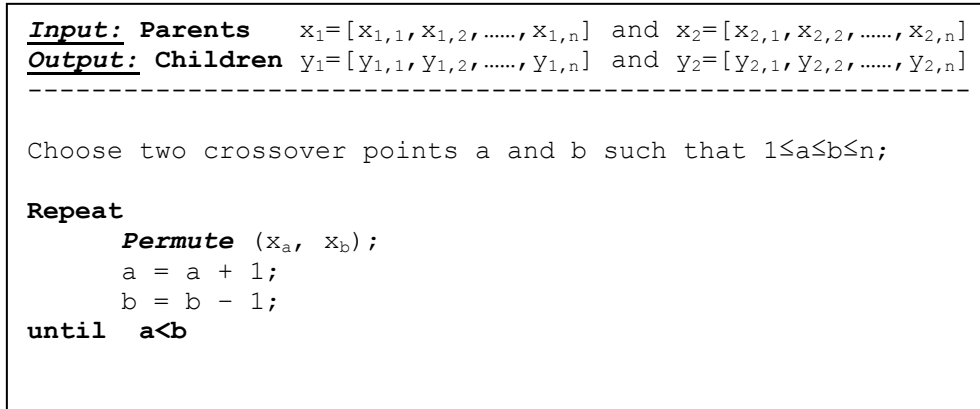 Input: Parents x1=[x1,1,x1,2,……,x1,n] and x2=[x2,1,x2,2,……,x2,n]
Output: Children y1=[y1,1,y1,2,……,y1,n] and y2=[y2,1,y2,2,……,y2,n]
-----------------------------------------------------------
Choose two crossover points a and b such that 1≤a≤b≤n;
Repeat
Permute (xa, xb);
a = a + 1;
b = b – 1;
until a<b